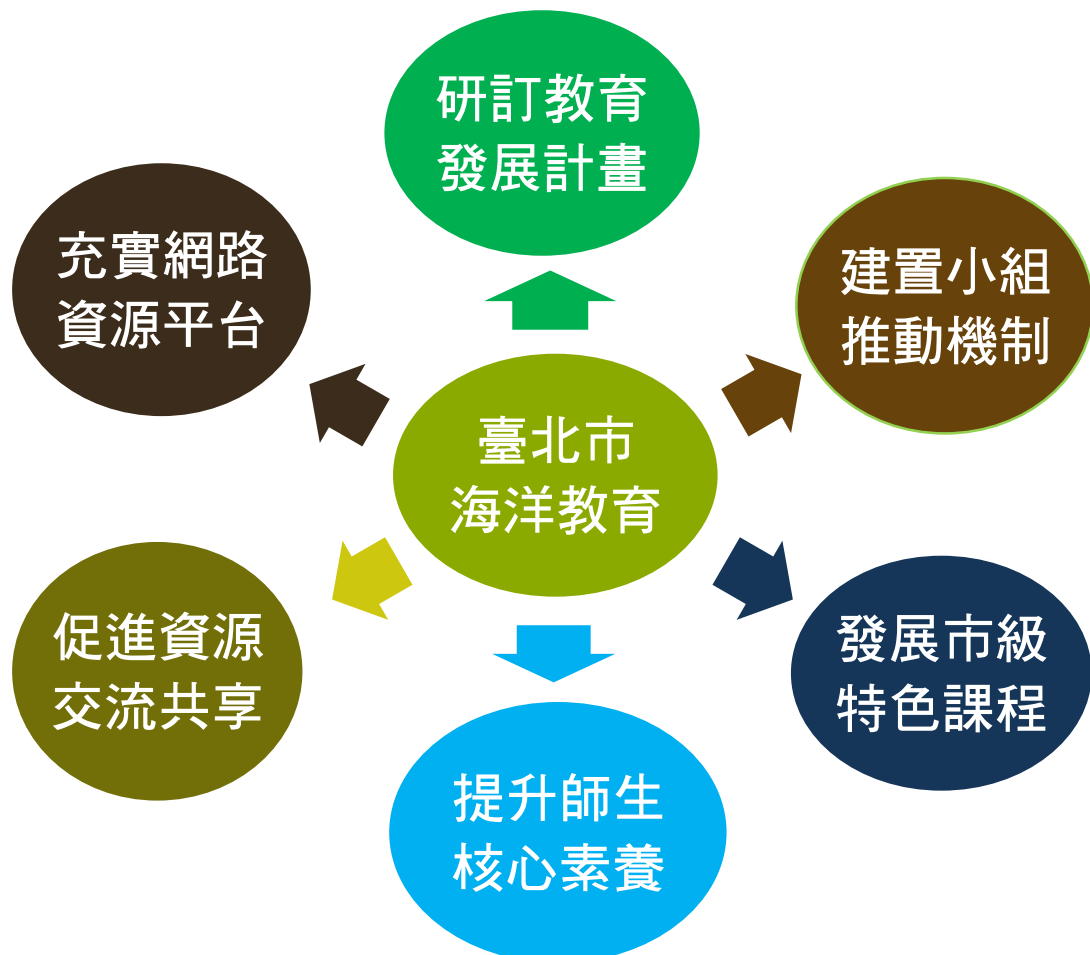 研訂教育
發展計畫
充實網路
資源平台
建置小組
推動機制
臺北市
海洋教育
促進資源
交流共享
發展市級
特色課程
提升師生
核心素養